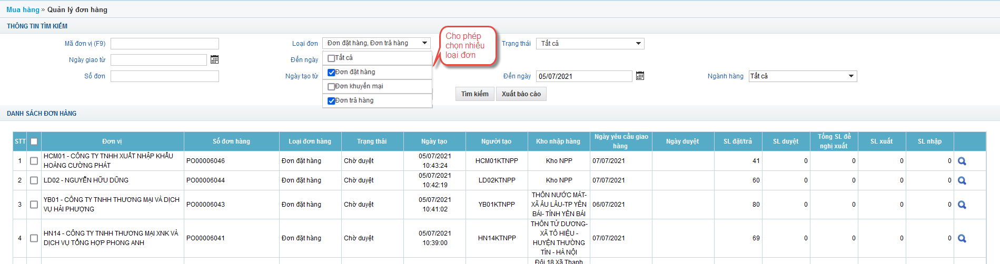 Mua hàng » Quản lý đơn hàng
THÔNG TIN TÌM KIẾM
Mã đơn vị (F9)
Loại đơn
Đơn đặt hàng, Đơn trả hàng
Cho phép
chọn nhiều
loại đơn
Trạng thái
Tất cả
Ngày giao từ
Đến ngày
Tất cả
Đơn đặt hàng
Đơn khuyến mại
Đơn trả hàng
Số đơn
Ngày tạo từ
Đến ngày
05/07/2021
Ngành hàng
Tất cả
Tìm kiếm
Xuất báo cáo
DANH SÁCH ĐƠN HÀNG
STT Đơn vị Số đơn hàng Loại đơn hàng Trạng thái Ngày tạo Người tạo Kho nhập hàng Ngày yêu cầu giao
hàng Ngày duyệt SL đặt/trả SL duyệt Tổng SL đề
nghị xuất SL xuất SL nhập
1 HCM01 - CÔNG TY TNHH XUẤT NHẬP KHẨU
HOÀNG CƯỜNG PHÁT PO00006046 Đơn đặt hàng Chờ duyệt 05/07/2021
10:43:24 HCM01KTNPP Kho NPP 07/07/2021 41 0 0 0 0
2 LD02 - NGUYỄN HỮU DŨNG PO00006044 Đơn đặt hàng Chờ duyệt 05/07/2021
10:42:19 LD02KTNPP Kho NPP 07/07/2021 60 0 0 0 0
3 YB01 - CÔNG TY TNHH THƯƠNG MẠI VÀ DỊCH
VỤ HẢI PHƯỢNG PO00006043 Đơn đặt hàng Chờ duyệt 05/07/2021
10:41:02 YB01KTNPP THÔN NƯỚC MÁT-
XÃ ÂU LÂU-TP YÊN
BÁI- TỈNH YÊN BÁI 06/07/2021 80 0 0 0 0
4 HN14 - CÔNG TY TNHH THƯƠNG MẠI XNK VÀ
DỊCH VỤ TỔNG HỢP PHONG ANH PO00006041 Đơn đặt hàng Chờ duyệt 05/07/2021
10:39:00 HN14KTNPP THÔN TỬ DƯƠNG-
XÃ TÔ HIỆU -
HUYỆN THƯỜNG
TÍN - HÀ NỘI 07/07/2021 69 0 0 0 0
Đội 18 Xã Thanh